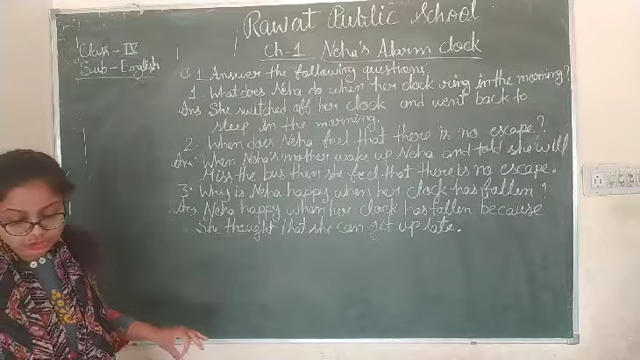 Rawat Public School
Class - IV
Ch-1 Neha's Alarm clock
Sub - English
Q 1 Answer the following questions:
1. What does Neha do when her clock ring in the morning?
Ans She switched off her clock and went back to
sleep in the morning.
2. When does Neha feel that there is no escape?
Ans When Neha's mother wake up Neha and told she will
Miss the bus then she feel that there is no escape.
3. Why is Neha happy when her clock has fallen?
Ans Neha happy when her clock has fallen because
She thought that she can get up late.